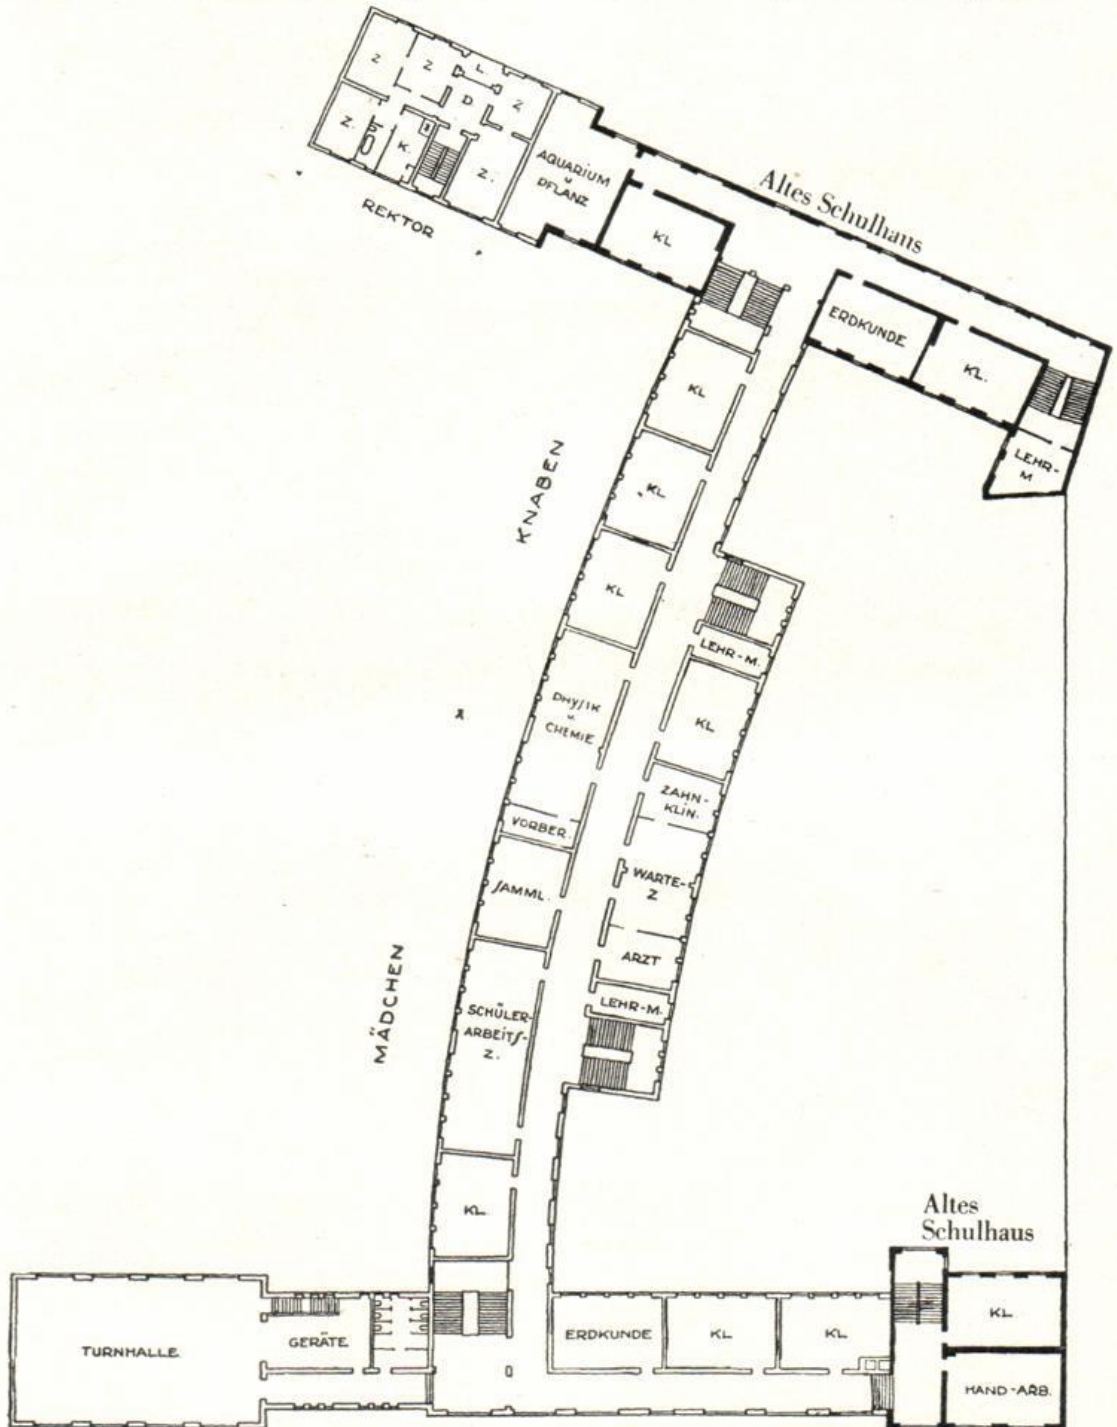 Z
Z
L.
D.
Z
Z.
K.
Z.
AQUARIUM
u
PFLANZ
REKTOR
Altes Schulhaus
KL
ERDKUNDE
KL.
LEHR-
M
KL
KNABEN
KL
KL
LEHR-M.
PHYSIK
u.
CHEMIE
KL
ZAHN-
KLIN.
VORBER.
SAMML.
WARTE-
Z
ARZT
MÄDCHEN
SCHÜLER-
ARBEITS-
Z.
LEHR-M.
KL.
Altes
Schulhaus
TURNHALLE
GERÄTE
ERDKUNDE
KL
KL
KL
HAND-ARB.